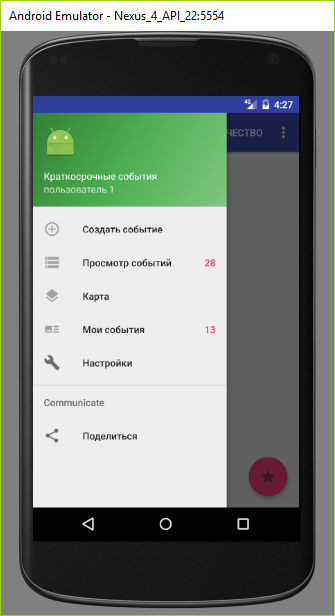 Android Emulator - Nexus_4_API_22:5554
4:27
ЧЕСТВО
Краткосрочные события
пользователь 1
Создать событие
Просмотр событий 28
Карта
Мои события 13
Настройки
Communicate
Поделиться